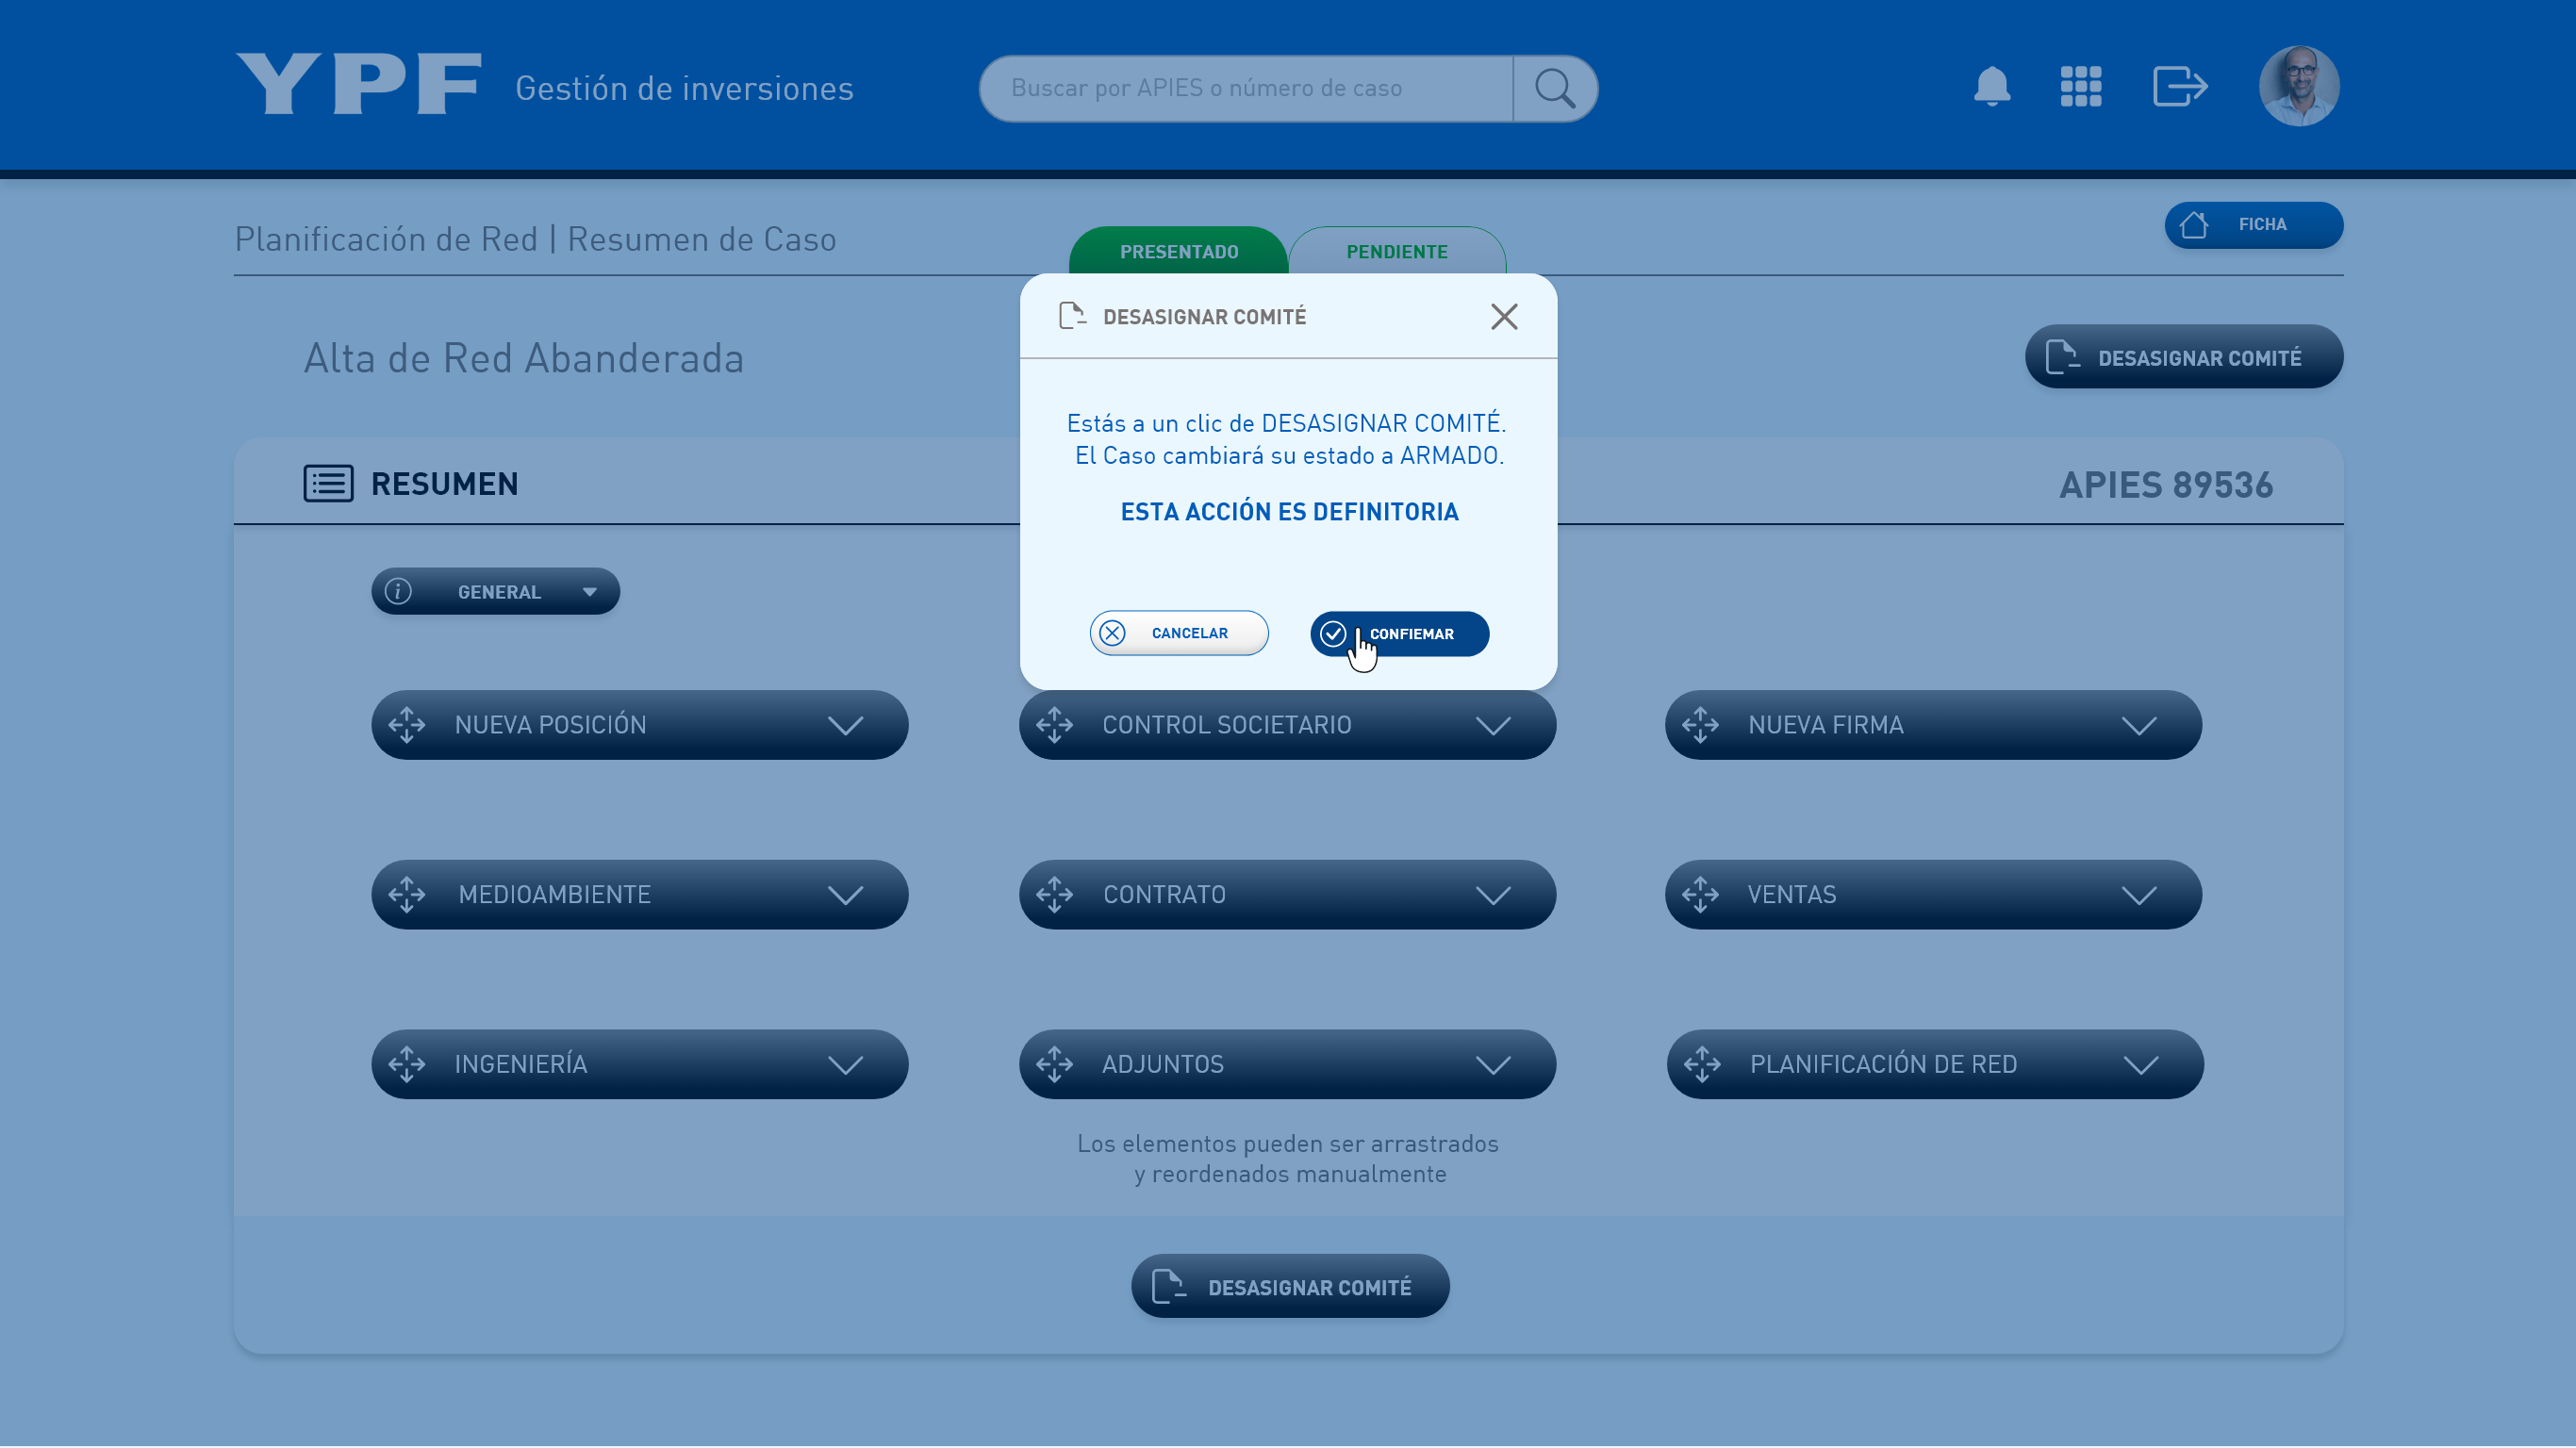 YPF Gestión de inversiones
Buscar por APIES o número de caso
Planificación de Red | Resumen de Caso
PRESENTADO
PENDIENTE
FICHA
DESASIGNAR COMITÉ
Alta de Red Abanderada
DESASIGNAR COMITÉ
Estás a un clic de DESASIGNAR COMITÉ.
El Caso cambiará su estado a ARMADO.
ESTA ACCIÓN ES DEFINITORIA
CANCELAR
CONFIEMAR
RESUMEN
APIES 89536
GENERAL
NUEVA POSICIÓN
CONTROL SOCIETARIO
NUEVA FIRMA
MEDIOAMBIENTE
CONTRATO
VENTAS
INGENIERÍA
ADJUNTOS
PLANIFICACIÓN DE RED
Los elementos pueden ser arrastrados
y reordenados manualmente
DESASIGNAR COMITÉ